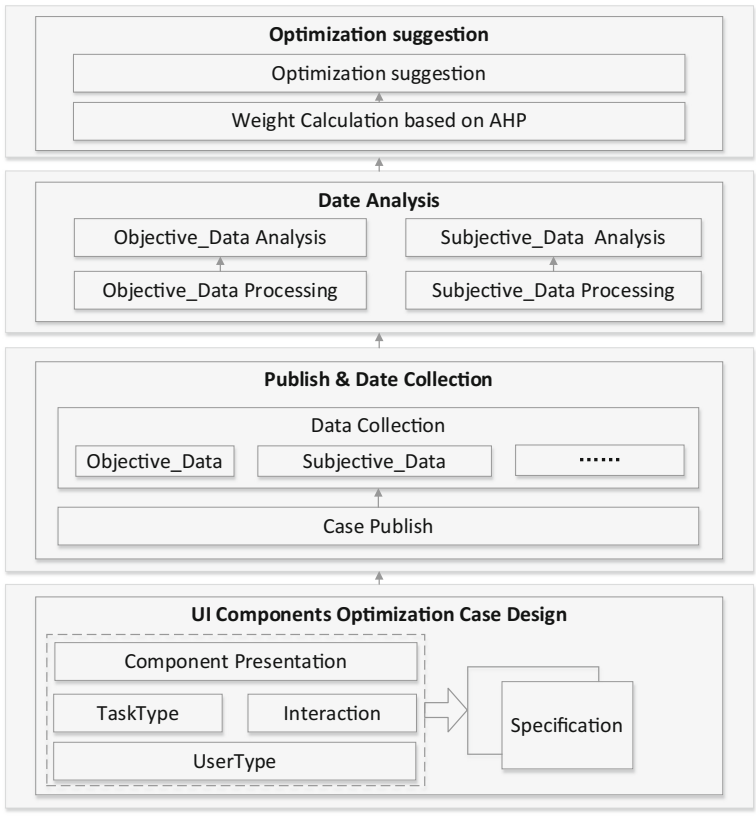 Optimization suggestion
Optimization suggestion
Weight Calculation based on AHP
Date Analysis
Objective_Data Analysis
Subjective_Data Analysis
Objective_Data Processing
Subjective_Data Processing
Publish & Date Collection
Data Collection
Objective_Data
Subjective_Data
······
Case Publish
UI Components Optimization Case Design
Component Presentation
TaskType
Interaction
Specification
UserType